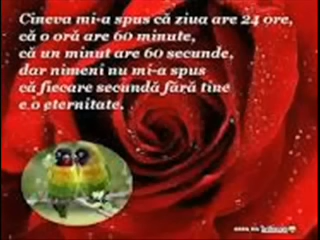 Cineva mi-a spus că ziua are 24 ore,
că o oră are 60 minute,
că un minut are 60 secunde,
dar nimeni nu mi-a spus
că fiecare secundă fără tine
e o eternitate.